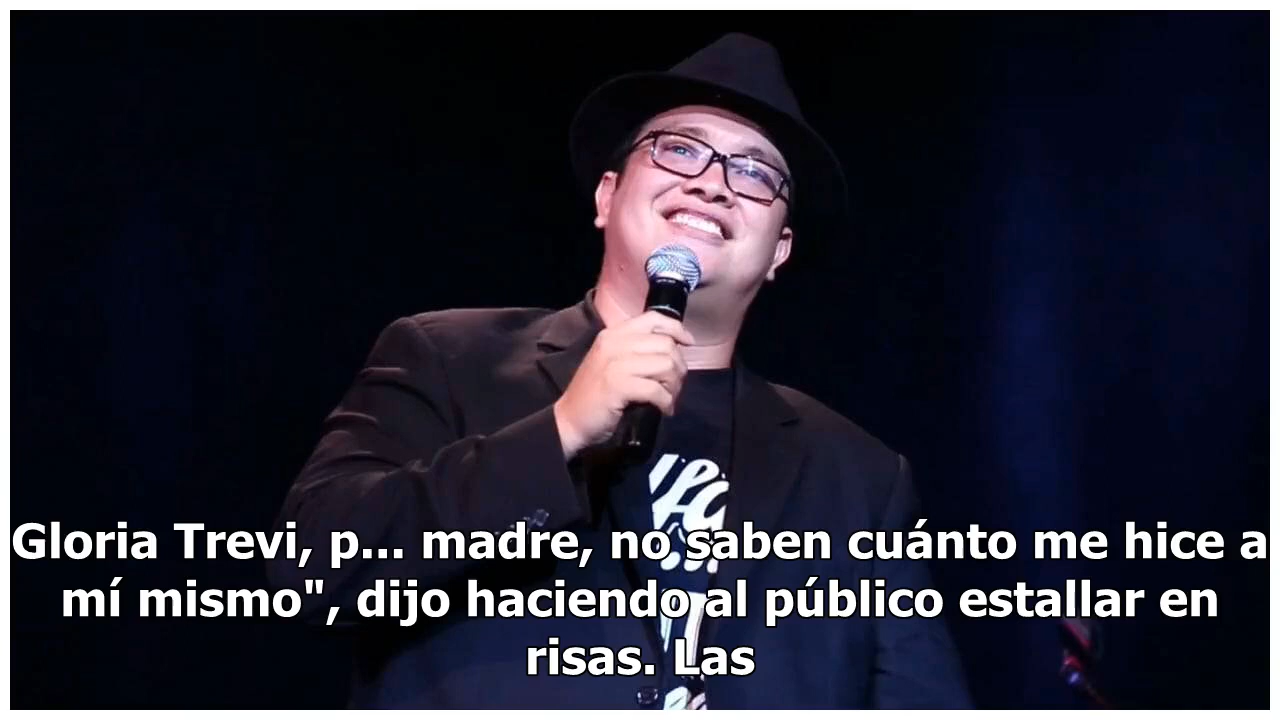 Gloria Trevi, p... madre, no saben cuánto me hice a
mí mismo", dijo haciendo al público estallar en
risas. Las